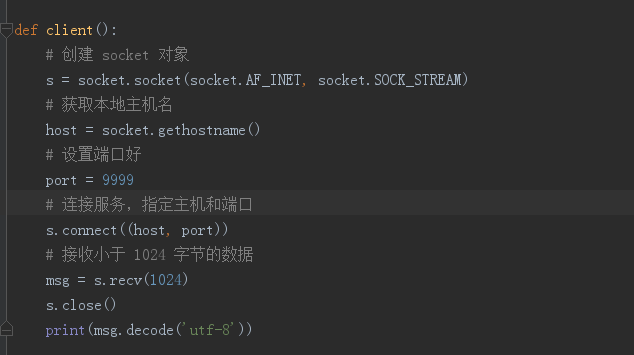 def client():
    # 创建 socket 对象
    s = socket.socket(socket.AF_INET, socket.SOCK_STREAM)
    # 获取本地主机名
    host = socket.gethostname()
    # 设置端口好
    port = 9999
    # 连接服务，指定主机和端口
    s.connect((host, port))
    # 接收小于 1024 字节的数据
    msg = s.recv(1024)
    s.close()
    print(msg.decode('utf-8'))